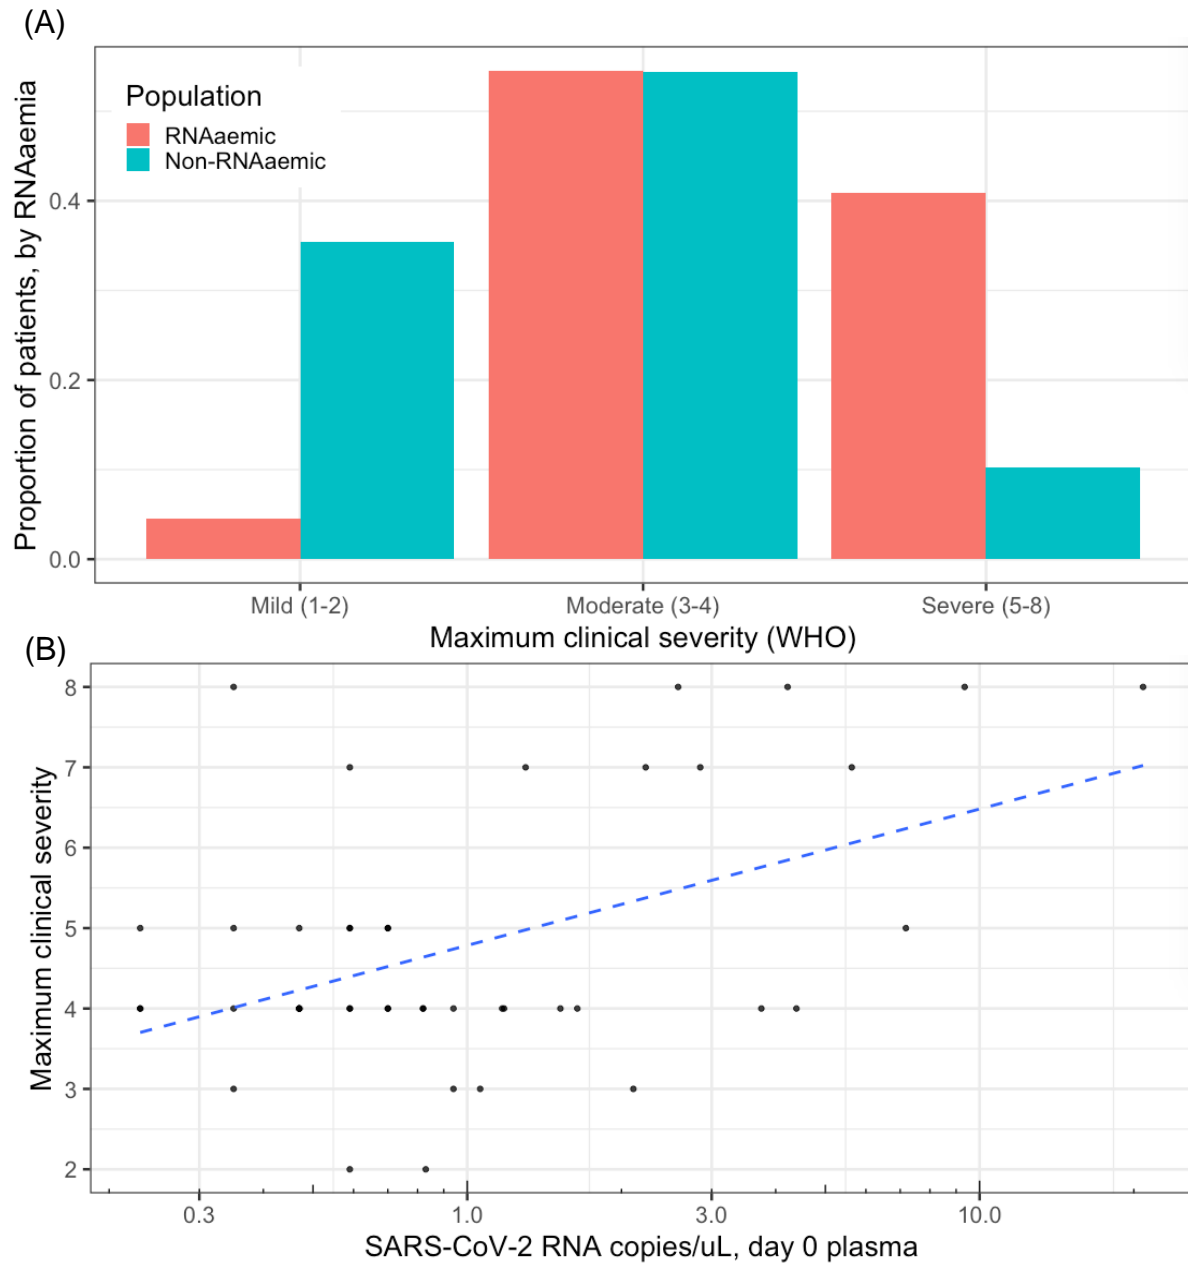 (A)
Proportion of patients, by RNAaemia
Population
RNAaemic
Non-RNAaemic
0.4
0.2
0.0
Mild (1-2)
Moderate (3-4)
Severe (5-8)
Maximum clinical severity (WHO)
(B)
Maximum clinical severity
8
7
6
5
4
3
2
0.3
1.0
3.0
10.0
SARS-CoV-2 RNA copies/uL, day 0 plasma